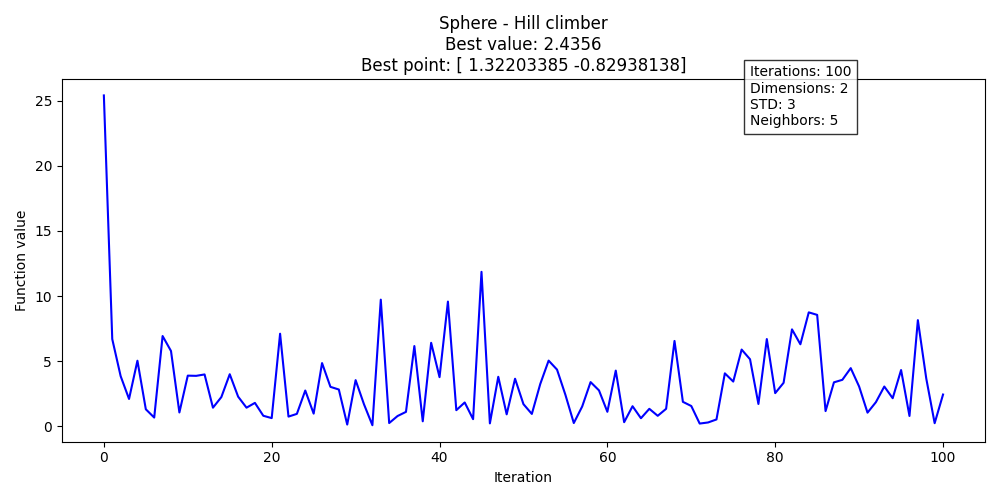 Sphere - Hill climber
Best value: 2.4356
Best point: [ 1.32203385 -0.82938138]
Iterations: 100
Dimensions: 2
STD: 3
Neighbors: 5
25
20
15
10
5
0
Function value
0 20 40 60 80 100
Iteration